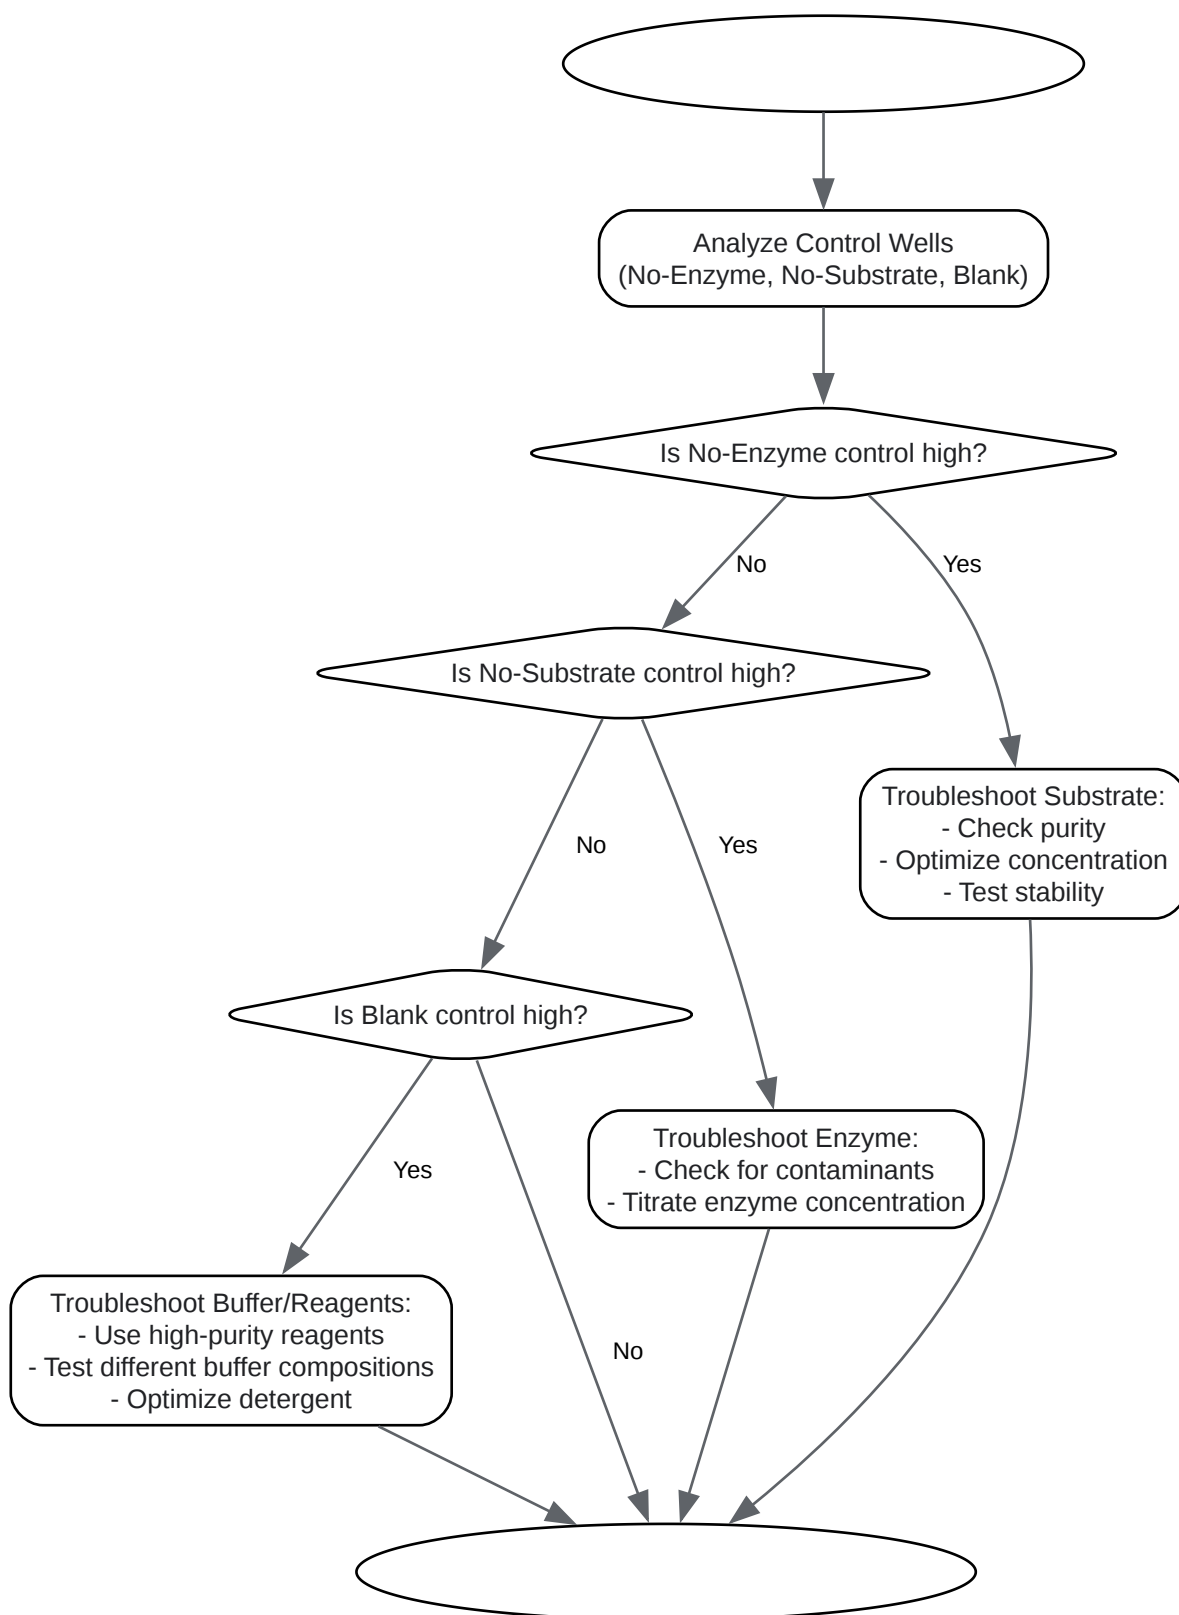 Analyze Control Wells
(No-Enzyme, No-Substrate, Blank)
Is No-Enzyme control high?
No
Yes
Is No-Substrate control high?
Troubleshoot Substrate:
- Check purity
- Optimize concentration
- Test stability
No
Yes
Is Blank control high?
Troubleshoot Enzyme:
- Check for contaminants
- Titrate enzyme concentration
Yes
Troubleshoot Buffer/Reagents:
- Use high-purity reagents
- Test different buffer compositions
- Optimize detergent
No